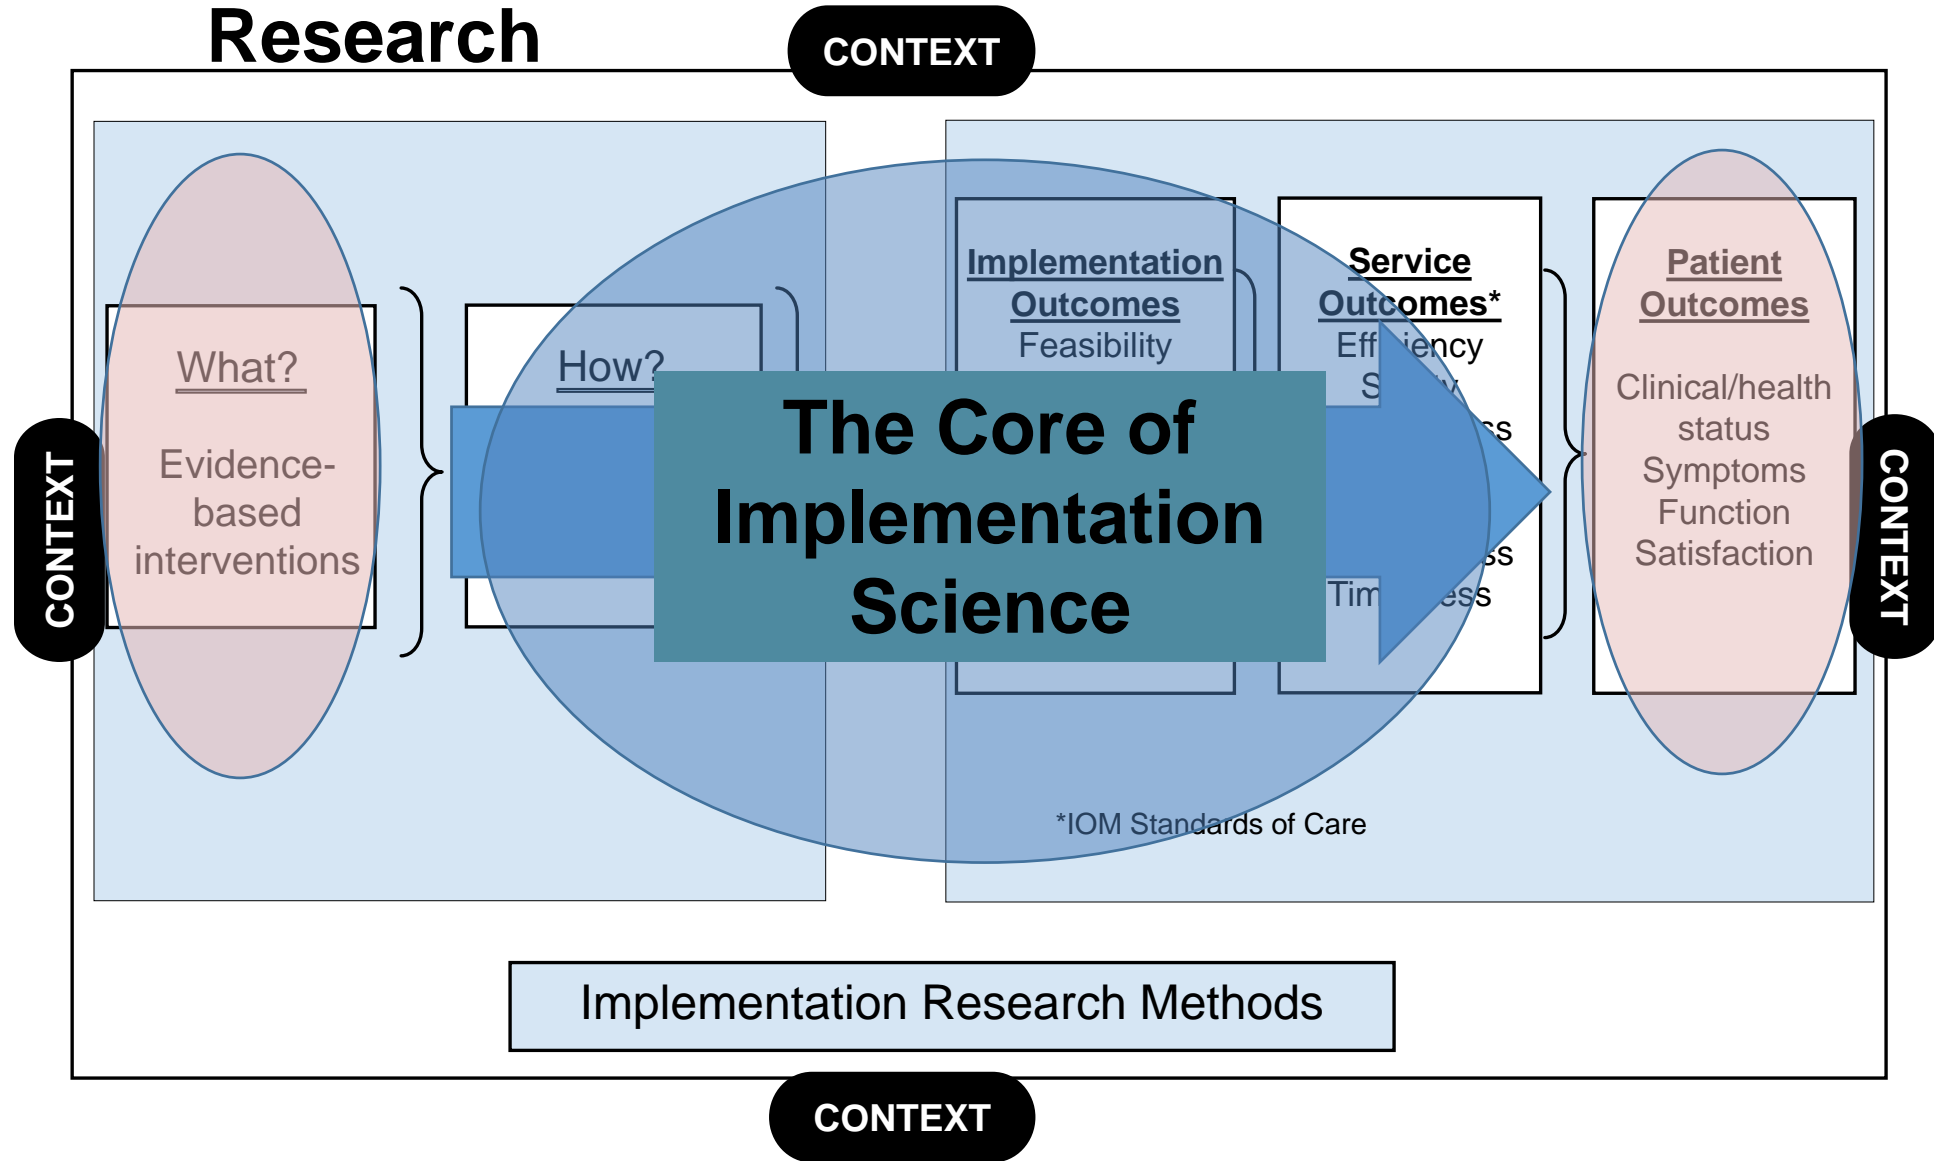 Research
CONTEXT
CONTEXT
What?
Evidence-
based
interventions
How?
Implementation
Outcomes
Feasibility
Service
Outcomes*
The Core of
Implementation
Science
Patient
Outcomes
Clinical/health
status
Symptoms
Function
Satisfaction
CONTEXT
*IOM Standards of Care
Implementation Research Methods
CONTEXT